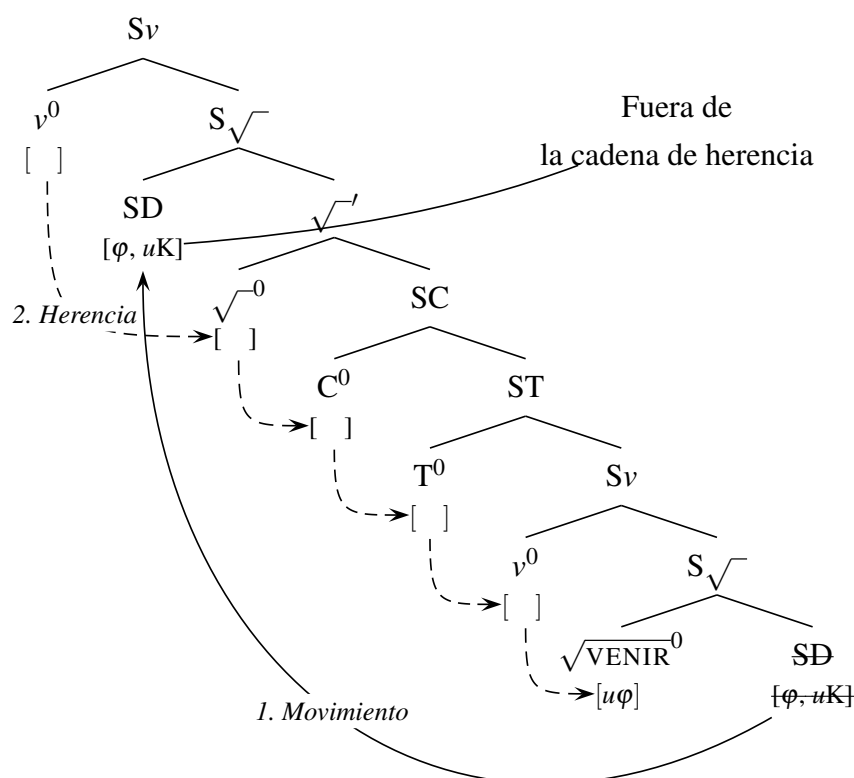 Sv
v⁰
S√
Fuera de
[ ]
la cadena de herencia
SD
√′
[φ, uK]
√⁰
SC
2. Herencia
[ ]
C⁰
ST
[ ]
T⁰
Sv
[ ]
v⁰
S√
[ ]
√VENIR⁰
SD
[uφ]
[φ, uK]
1. Movimiento